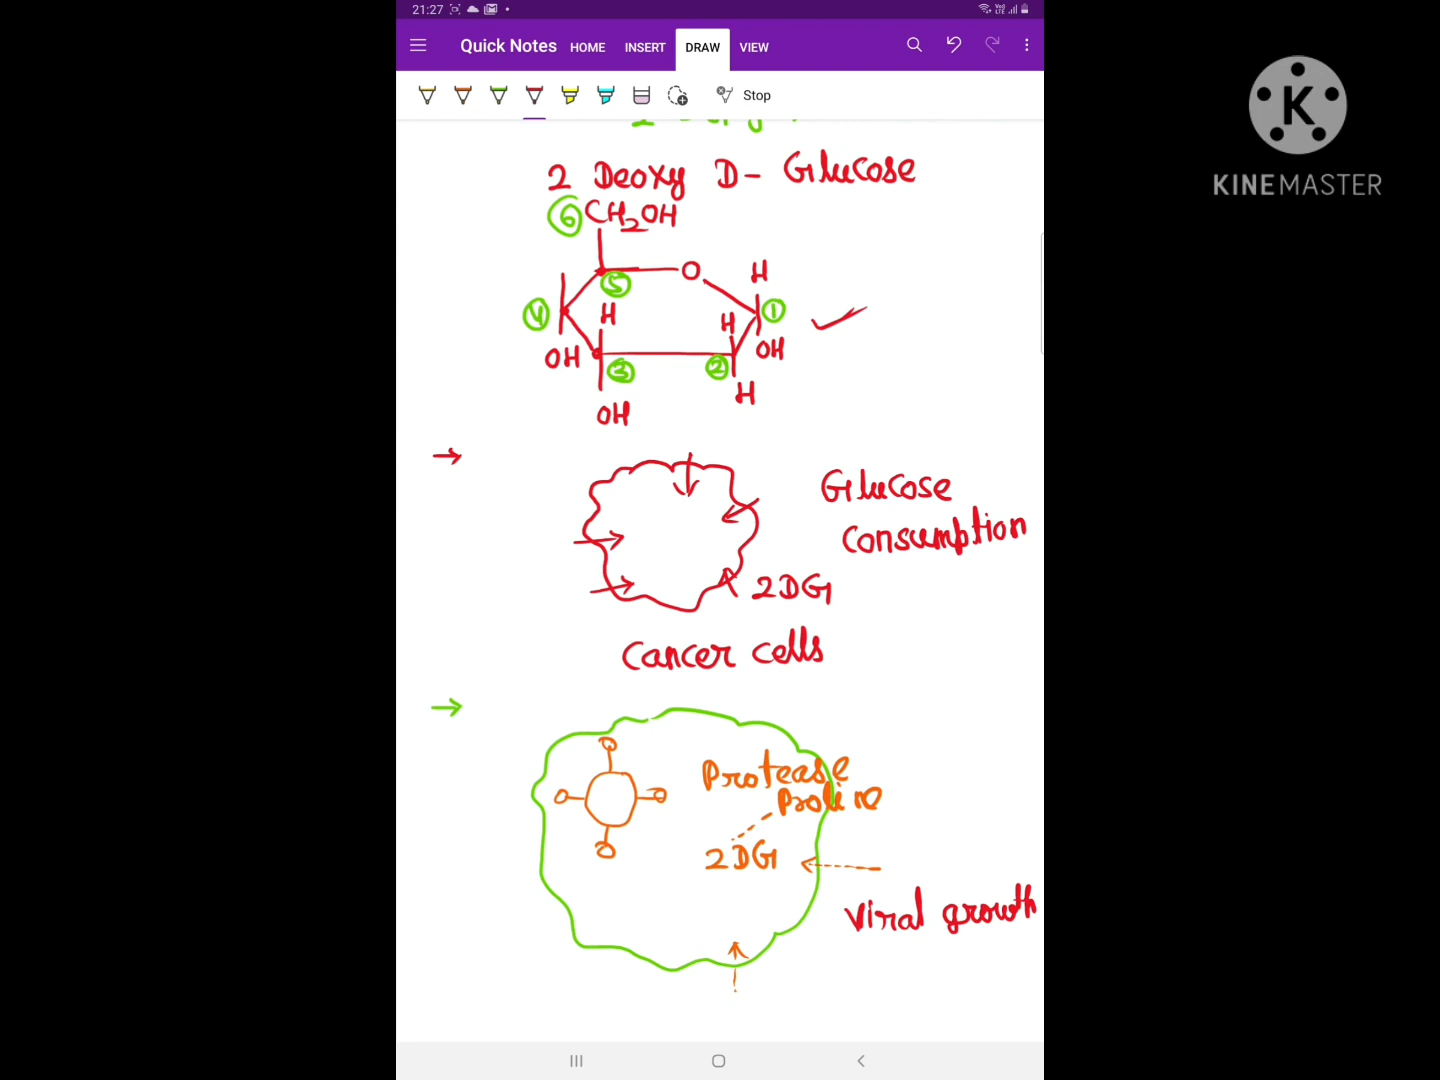 21:27
Quick Notes HOME INSERT DRAW VIEW
Stop
K
KINEMASTER
2 Deoxy D- Glucose
6 CH2OH
5 O H
4 H H 1
OH 3 2 OH
OH H
→
Glucose
consumption
2DG
Cancer cells
→
Protease
Proline
2DG
Viral growth